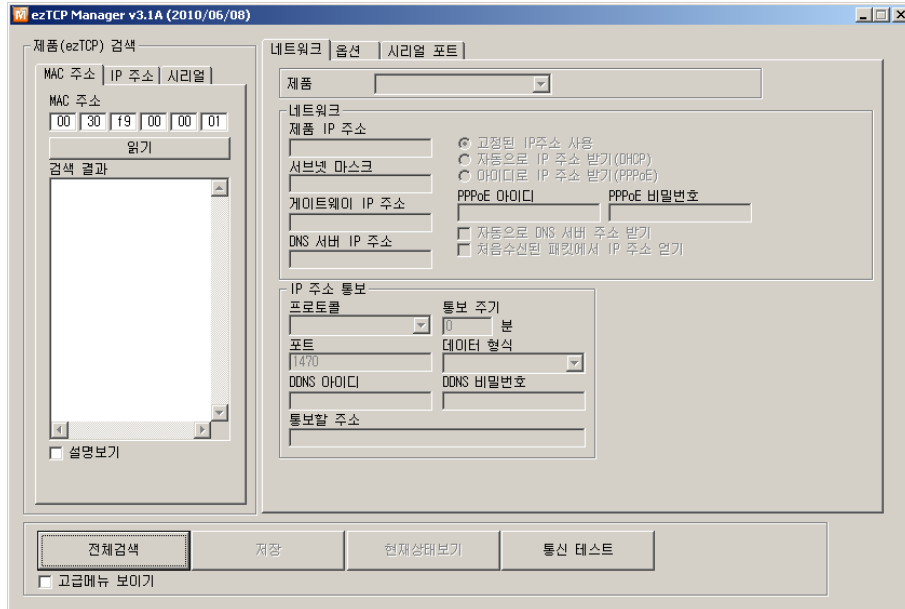 ezTCP Manager v3.1A (2010/06/08)
제품(ezTCP) 검색
MAC 주소 IP 주소 시리얼
MAC 주소
00 30 f9 00 00 01
읽기
검색 결과
설명보기
네트워크 옵션 시리얼 포트
제품
네트워크
제품 IP 주소
서브넷 마스크
게이트웨이 IP 주소
DNS 서버 IP 주소
고정된 IP주소 사용
자동으로 IP 주소 받기(DHCP)
아이디로 IP 주소 받기(PPPoE)
PPPoE 아이디 PPPoE 비밀번호
자동으로 DNS 서버 주소 받기
처음수신된 패킷에서 IP 주소 얻기
IP 주소 통보
프로토콜 통보 주기
0 분
포트 데이터 형식
1470
DDNS 아이디 DDNS 비밀번호
통보할 주소
전체검색 저장 현재상태보기 통신 테스트
고급메뉴 보이기